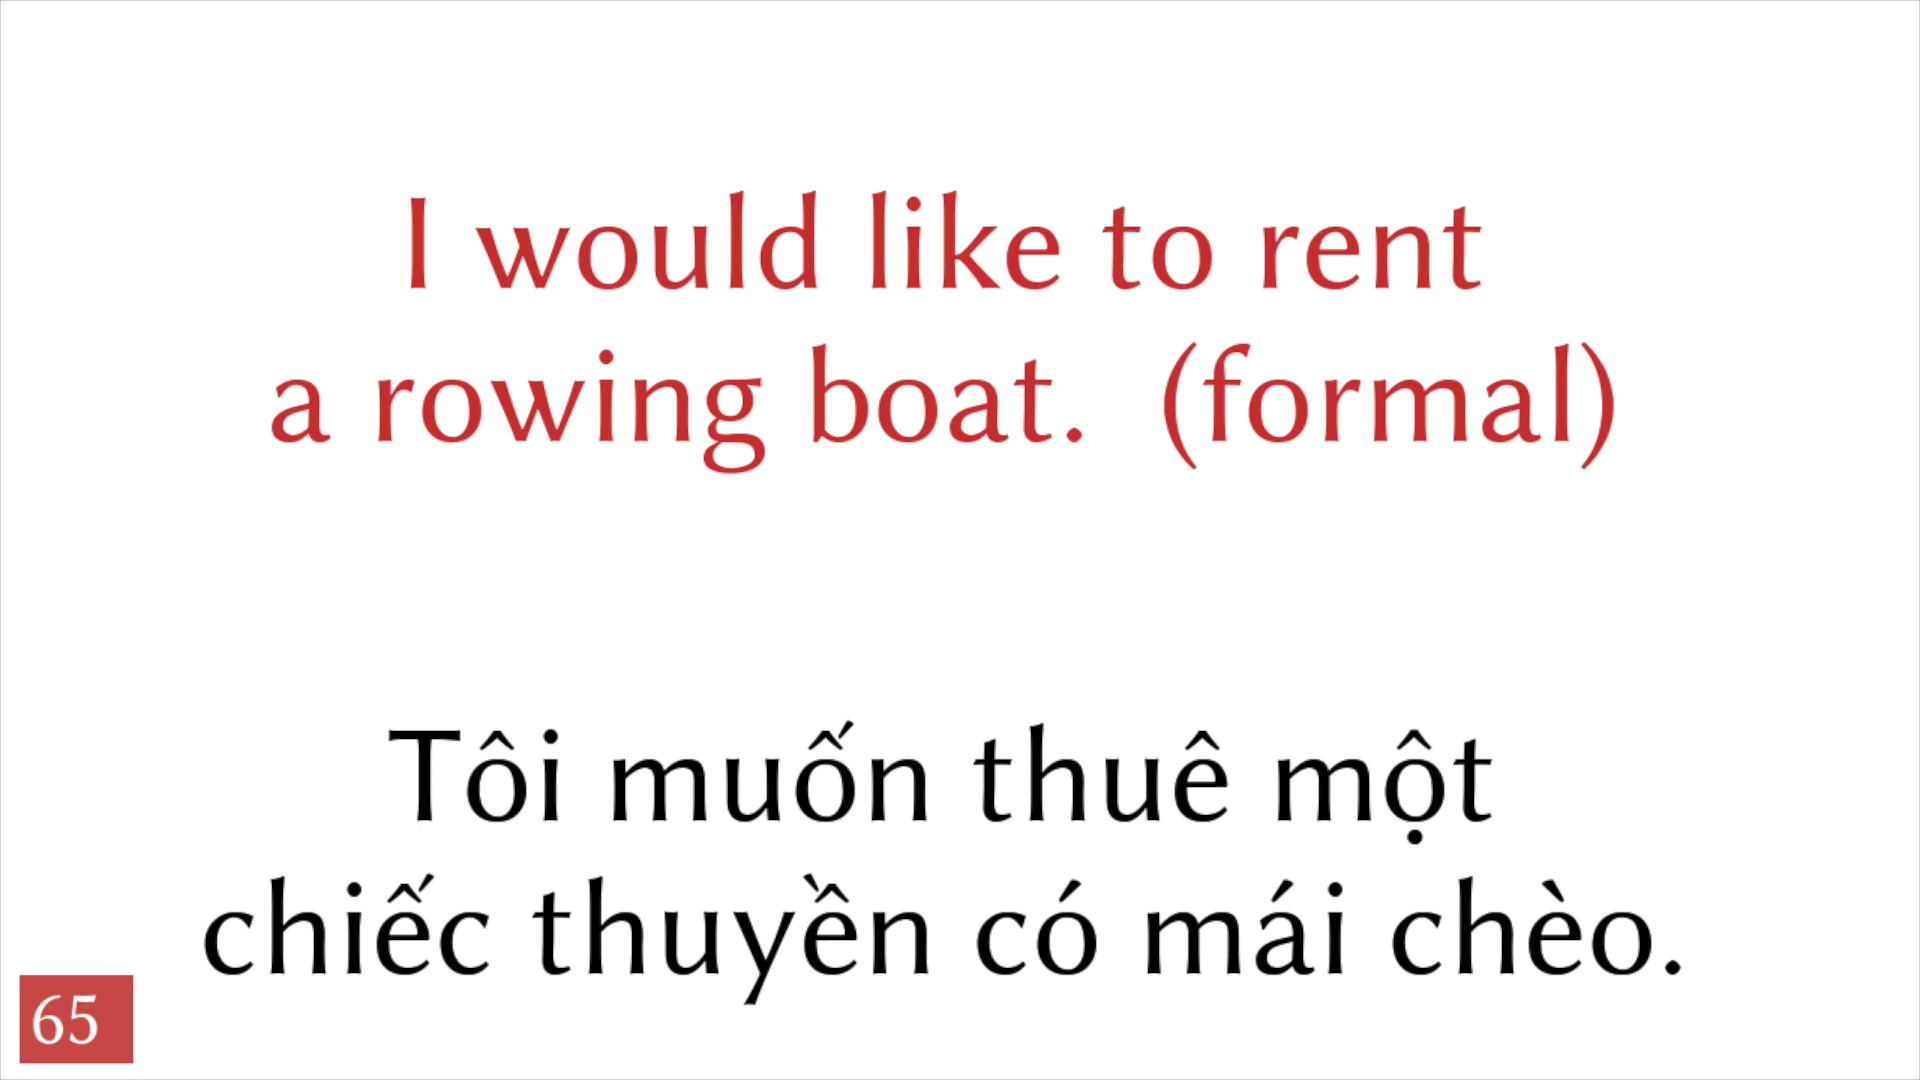 I would like to rent
a rowing boat. (formal)
Tôi muốn thuê một
chiếc thuyền có mái chèo.
65